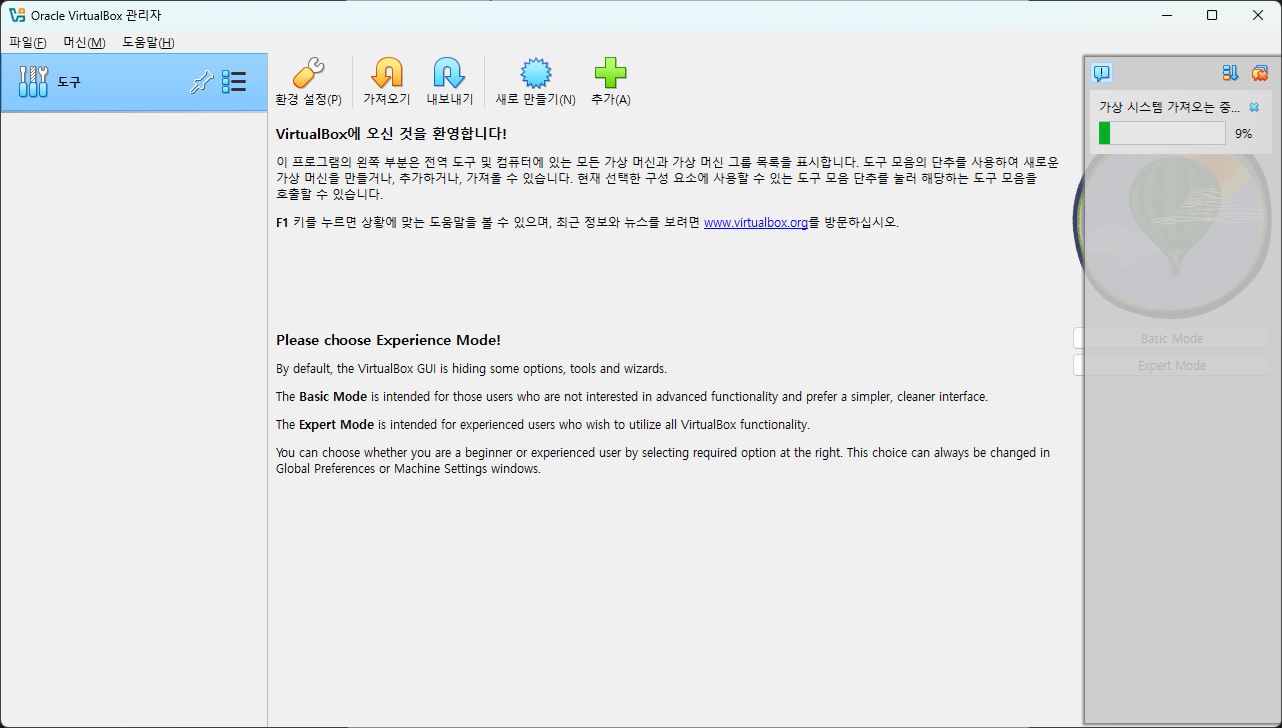 Oracle VirtualBox 관리자
파일(F) 머신(M) 도움말(H)
도구
환경 설정(P) 가져오기 내보내기 새로 만들기(N) 추가(A)
가상 시스템 가져오는 중...
9%
VirtualBox에 오신 것을 환영합니다!
이 프로그램의 왼쪽 부분은 전역 도구 및 컴퓨터에 있는 모든 가상 머신과 가상 머신 그룹 목록을 표시합니다. 도구 모음의 단추를 사용하여 새로운
가상 머신을 만들거나, 추가하거나, 가져올 수 있습니다. 현재 선택한 구성 요소에 사용할 수 있는 도구 모음 단추를 눌러 해당하는 도구 모음을
호출할 수 있습니다.
F1 키를 누르면 상황에 맞는 도움말을 볼 수 있으며, 최근 정보와 뉴스를 보려면 www.virtualbox.org를 방문하십시오.
Please choose Experience Mode!
By default, the VirtualBox GUI is hiding some options, tools and wizards.
The Basic Mode is intended for those users who are not interested in advanced functionality and prefer a simpler, cleaner interface.
The Expert Mode is intended for experienced users who wish to utilize all VirtualBox functionality.
You can choose whether you are a beginner or experienced user by selecting required option at the right. This choice can always be changed in
Global Preferences or Machine Settings windows.
Basic Mode
Expert Mode